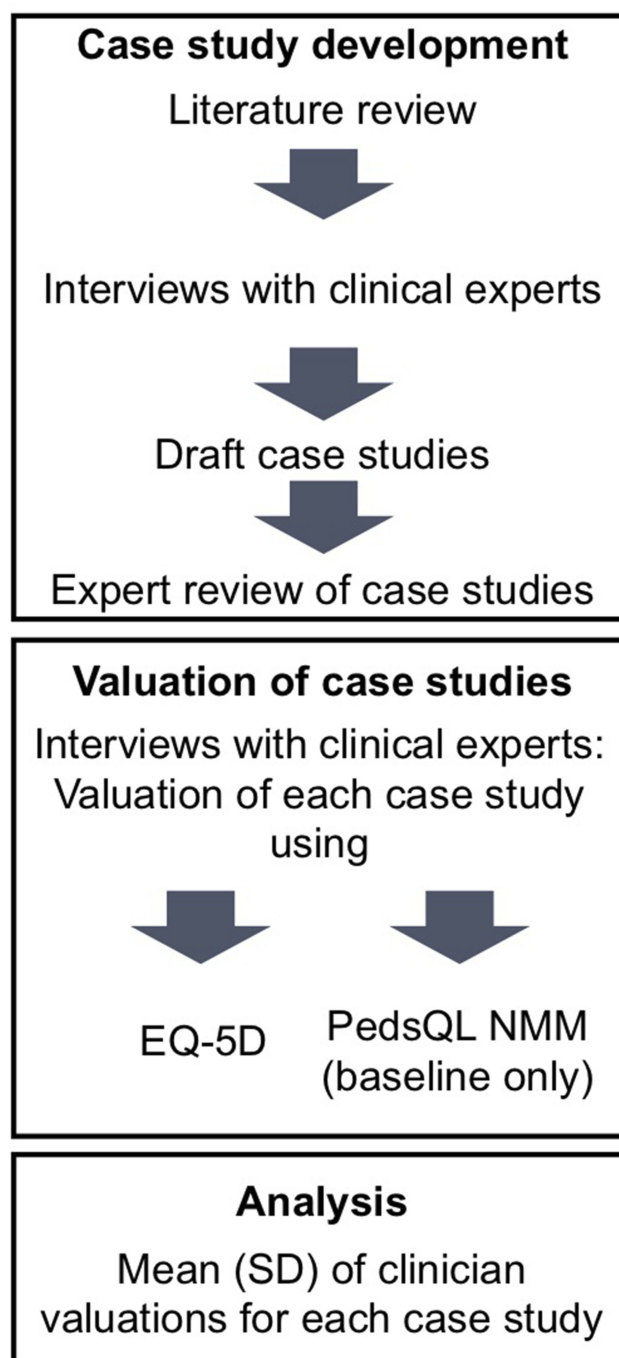 Case study development
Literature review
Interviews with clinical experts
Draft case studies
Expert review of case studies
Valuation of case studies
Interviews with clinical experts:
Valuation of each case study
using
EQ-5D
PedsQL NMM
(baseline only)
Analysis
Mean (SD) of clinician
valuations for each case study